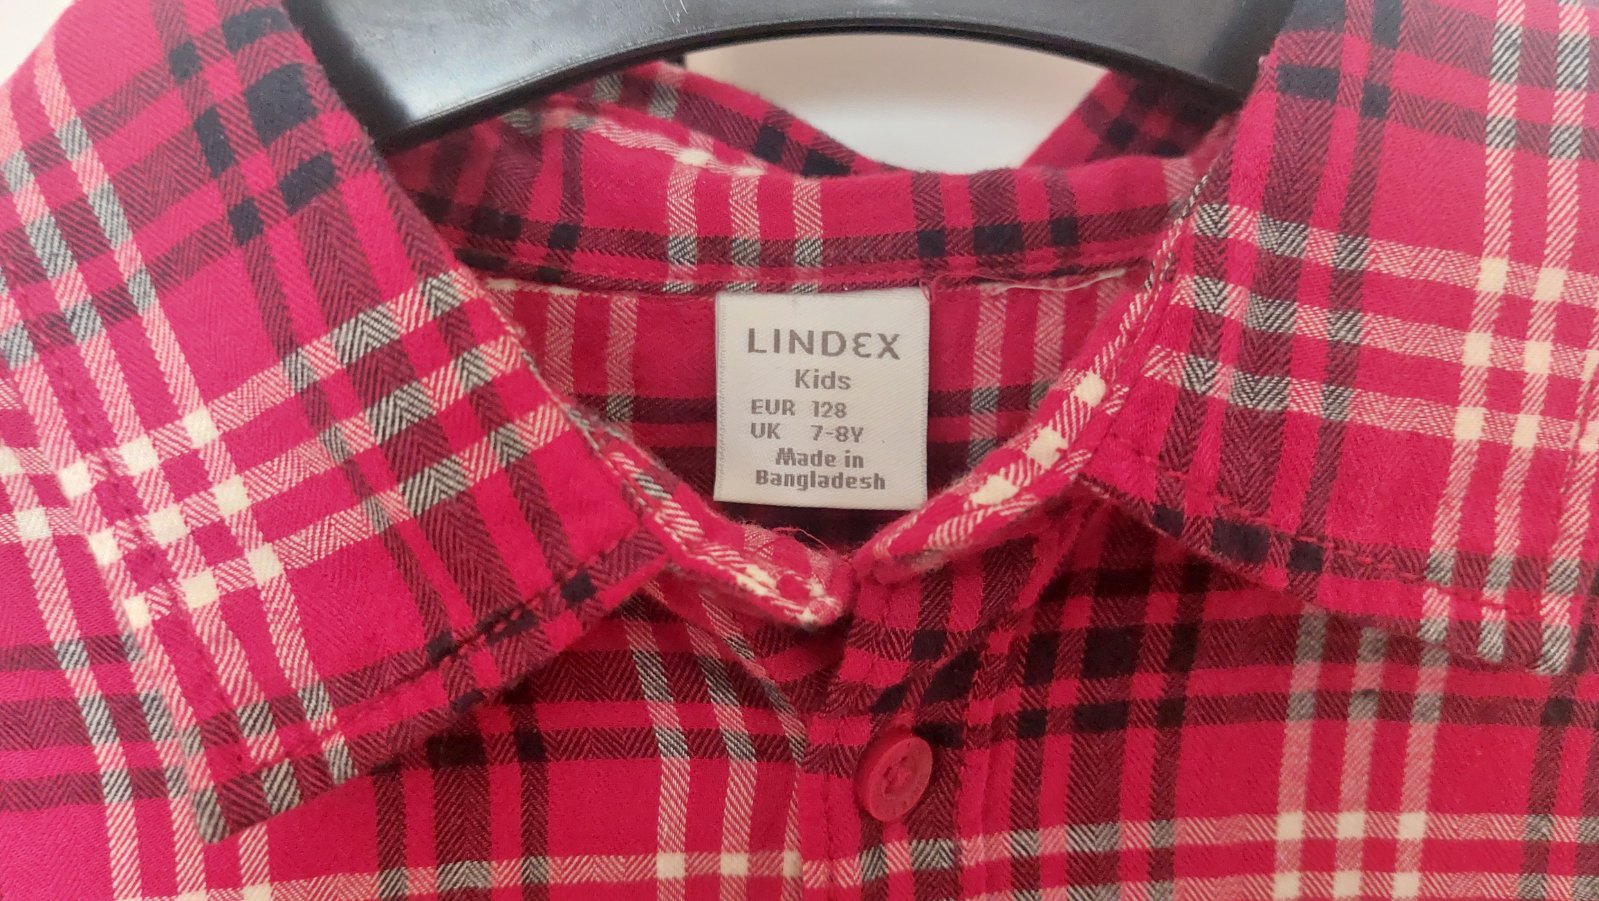 LINDEX
Kids
EUR 128
UK 7-8Y
Made in
Bangladesh